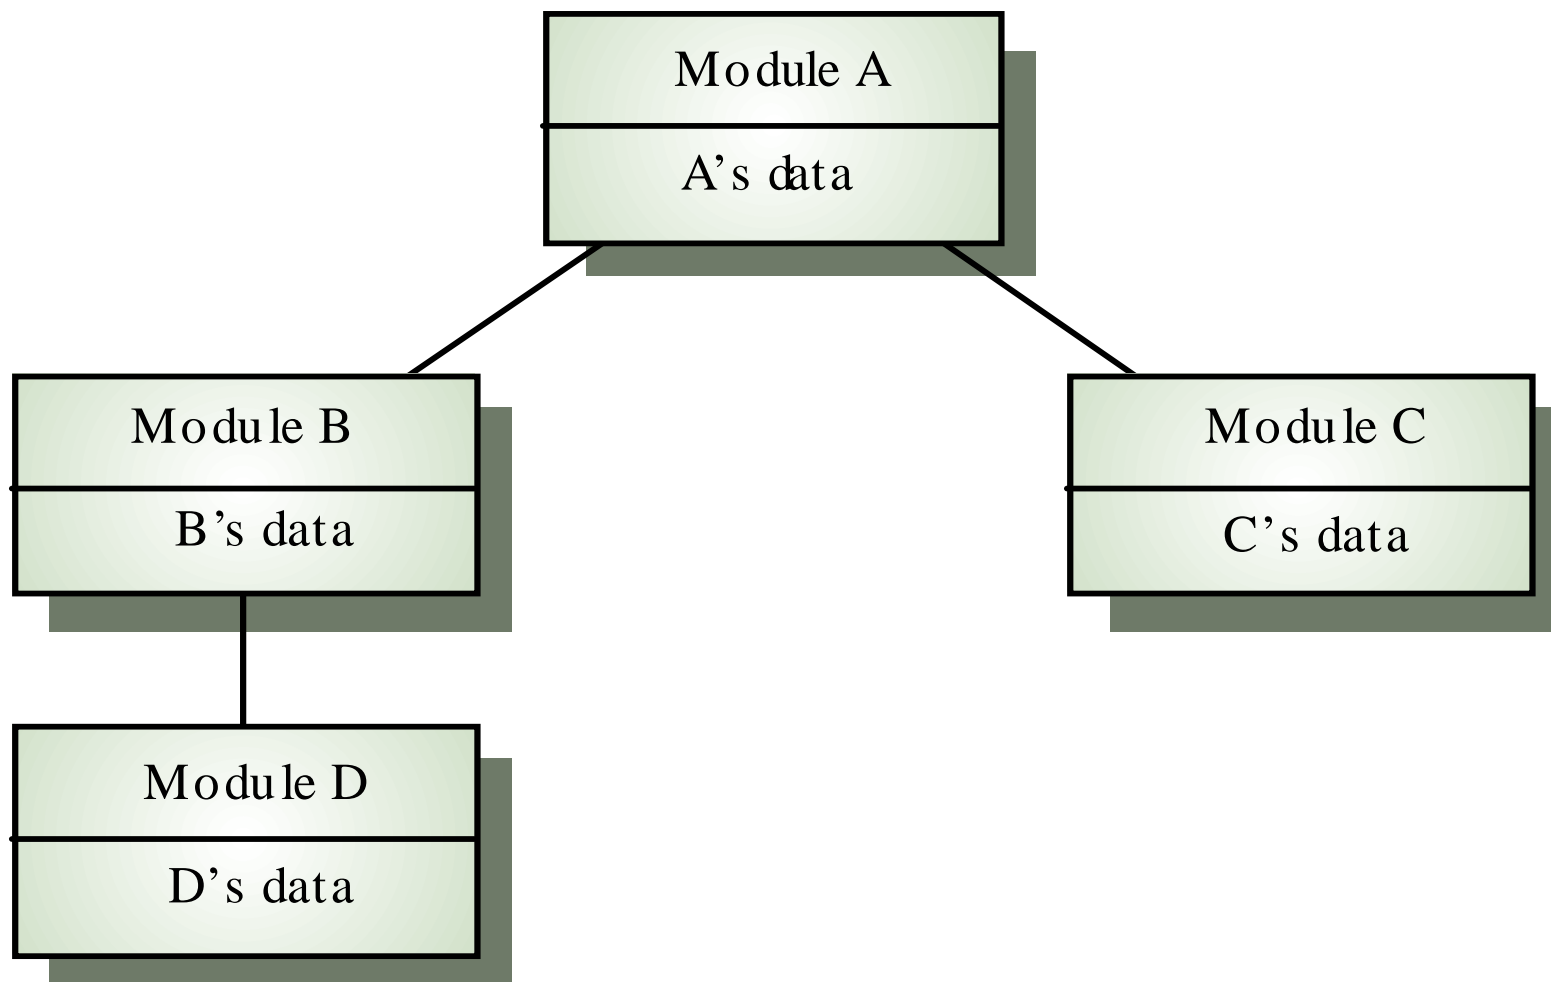 Module A
A's data
Module B
Module C
B's data
C's data
Module D
D's data